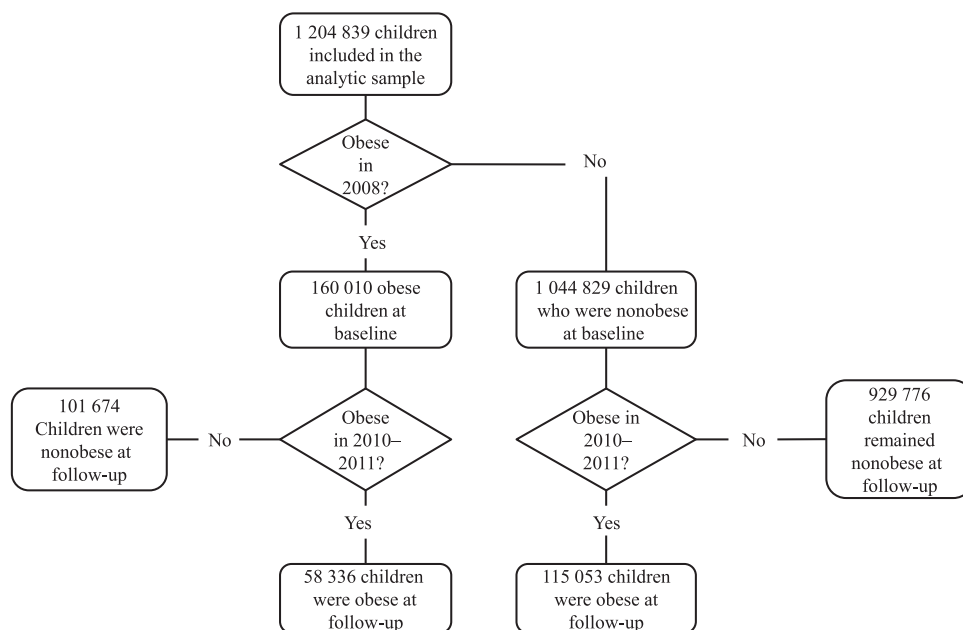 1 204 839 children
included in the
analytic sample
Obese
in
2008?
No
Yes
160 010 obese
children at
baseline
1 044 829 children
who were nonobese
at baseline
101 674
Children were
nonobese at
follow-up
No
Obese
in 2010–
2011?
Obese in
2010–
2011?
No
929 776
children
remained
nonobese at
follow-up
Yes
Yes
58 336 children
were obese at
follow-up
115 053 children
were obese at
follow-up